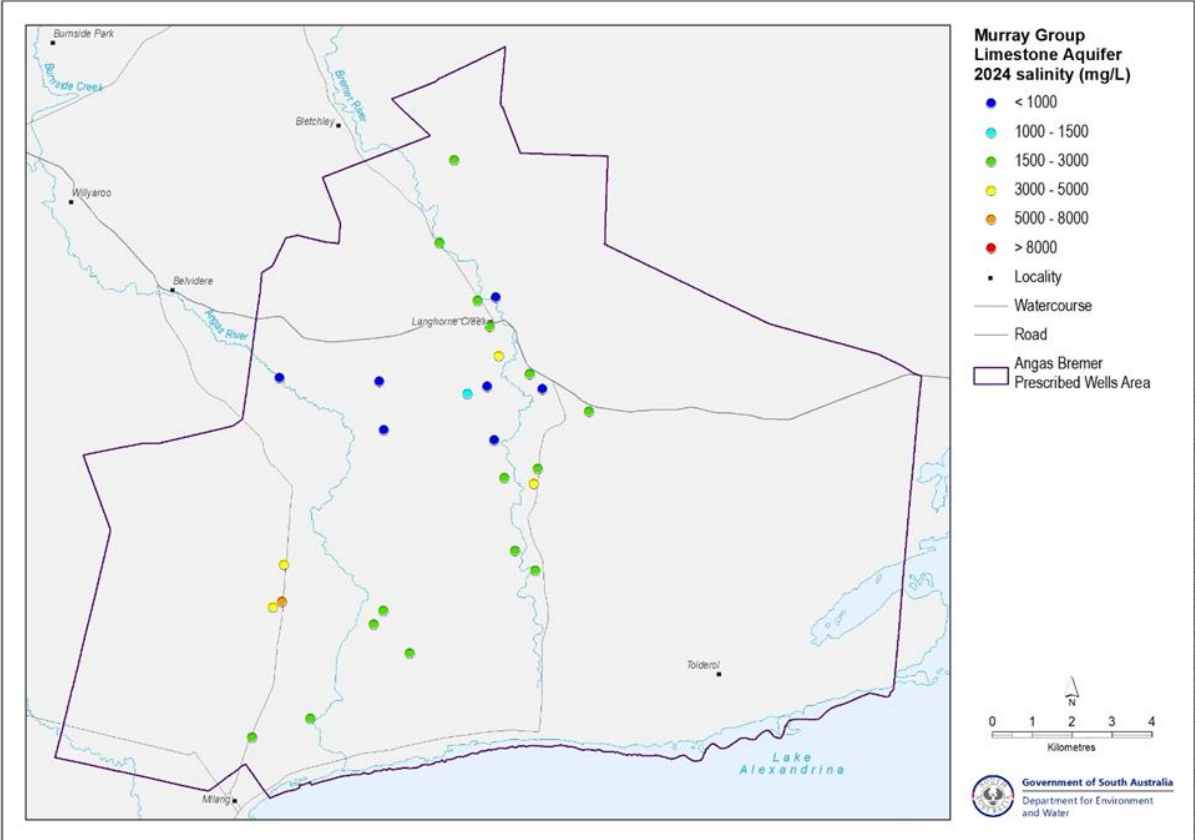 Burnside Park
Burnside Creek
Bremer River
Bletchley
Willyaroo
Belvidere
Angas River
Langhorne Creek
Tolderol
Lake
Alexandrina
Milang
Murray Group
Limestone Aquifer
2024 salinity (mg/L)
< 1000
1000 - 1500
1500 - 3000
3000 - 5000
5000 - 8000
> 8000
Locality
Watercourse
Road
Angas Bremer
Prescribed Wells Area
N
0 1 2 3 4
Kilometres
Government of South Australia
Department for Environment
and Water